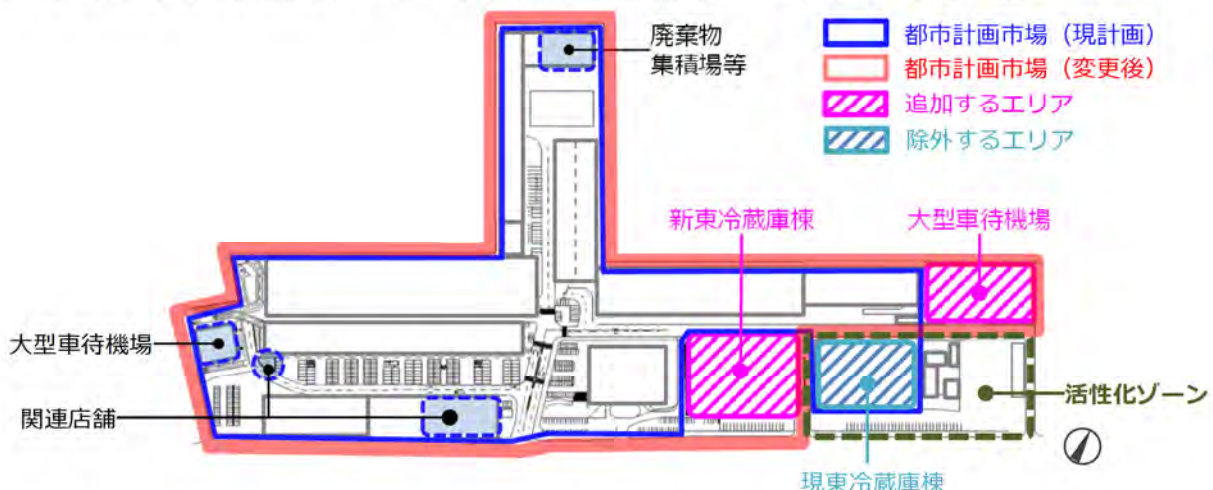 廃棄物
集積場等
都市計画市場（現計画）
都市計画市場（変更後）
追加するエリア
除外するエリア
新東冷蔵庫棟
大型車待機場
大型車待機場
関連店舗
活性化ゾーン
現東冷蔵庫棟